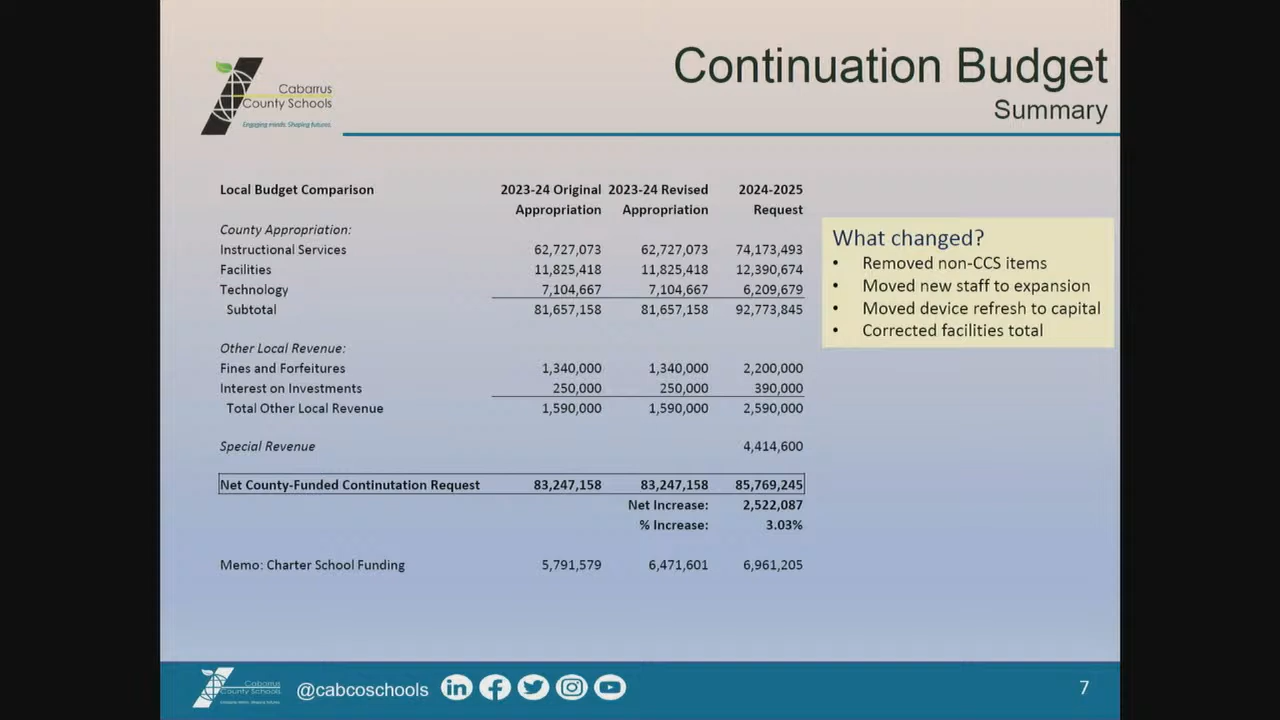 Continuation Budget
Summary
Cabarrus
County Schools
Engaging minds. Shaping futures.
Local Budget Comparison 2023-24 Original 2023-24 Revised 2024-2025
Appropriation Appropriation Request
County Appropriation:
Instructional Services 62,727,073 62,727,073 74,173,493
Facilities 11,825,418 11,825,418 12,390,674
Technology 7,104,667 7,104,667 6,209,679
Subtotal 81,657,158 81,657,158 92,773,845
Other Local Revenue:
Fines and Forfeitures 1,340,000 1,340,000 2,200,000
Interest on Investments 250,000 250,000 390,000
Total Other Local Revenue 1,590,000 1,590,000 2,590,000
Special Revenue 4,414,600
Net County-Funded Continutation Request 83,247,158 83,247,158 85,769,245
Net Increase: 2,522,087
% Increase: 3.03%
Memo: Charter School Funding 5,791,579 6,471,601 6,961,205
What changed?
• Removed non-CCS items
• Moved new staff to expansion
• Moved device refresh to capital
• Corrected facilities total
Cabarrus
County Schools
Engaging minds. Shaping futures.
@cabcoschools
7